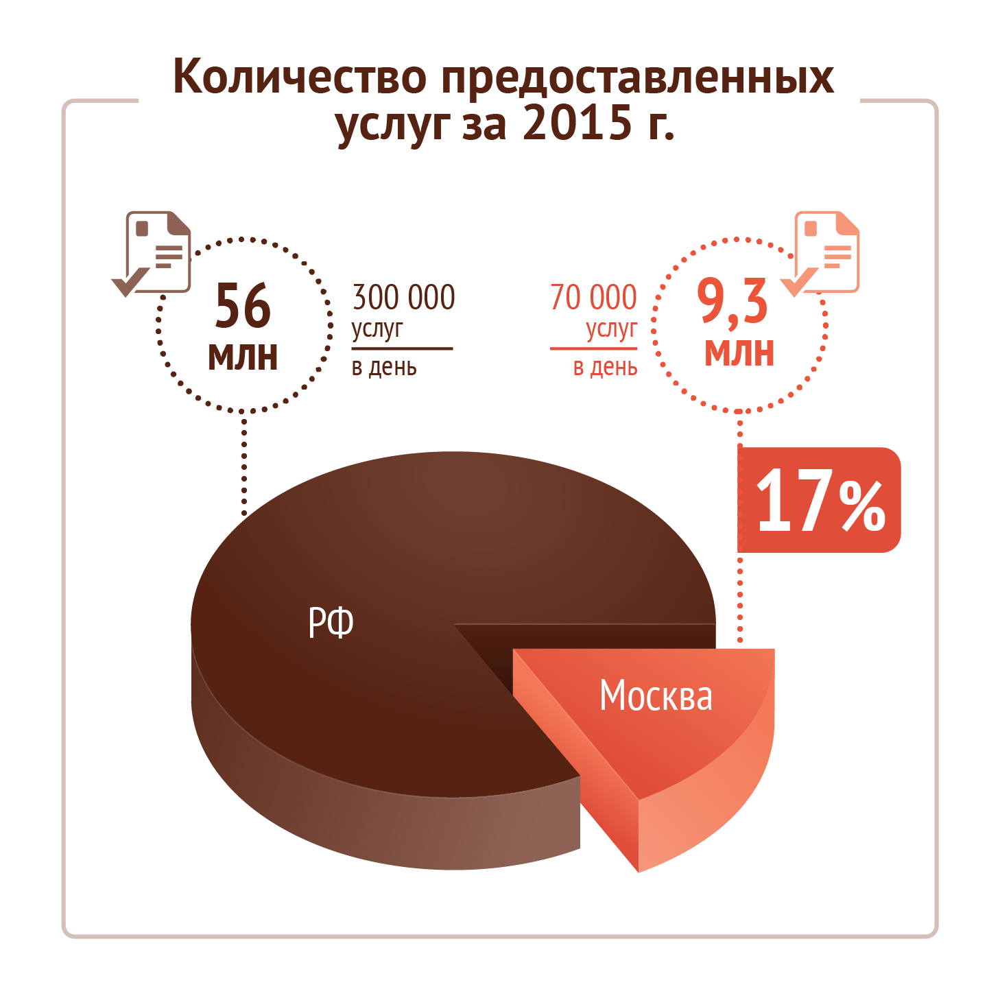 Количество предоставленных
услуг за 2015 г.
56
млн
300 000
услуг
в день
70 000
услуг
в день
9,3
млн
17%
РФ
Москва